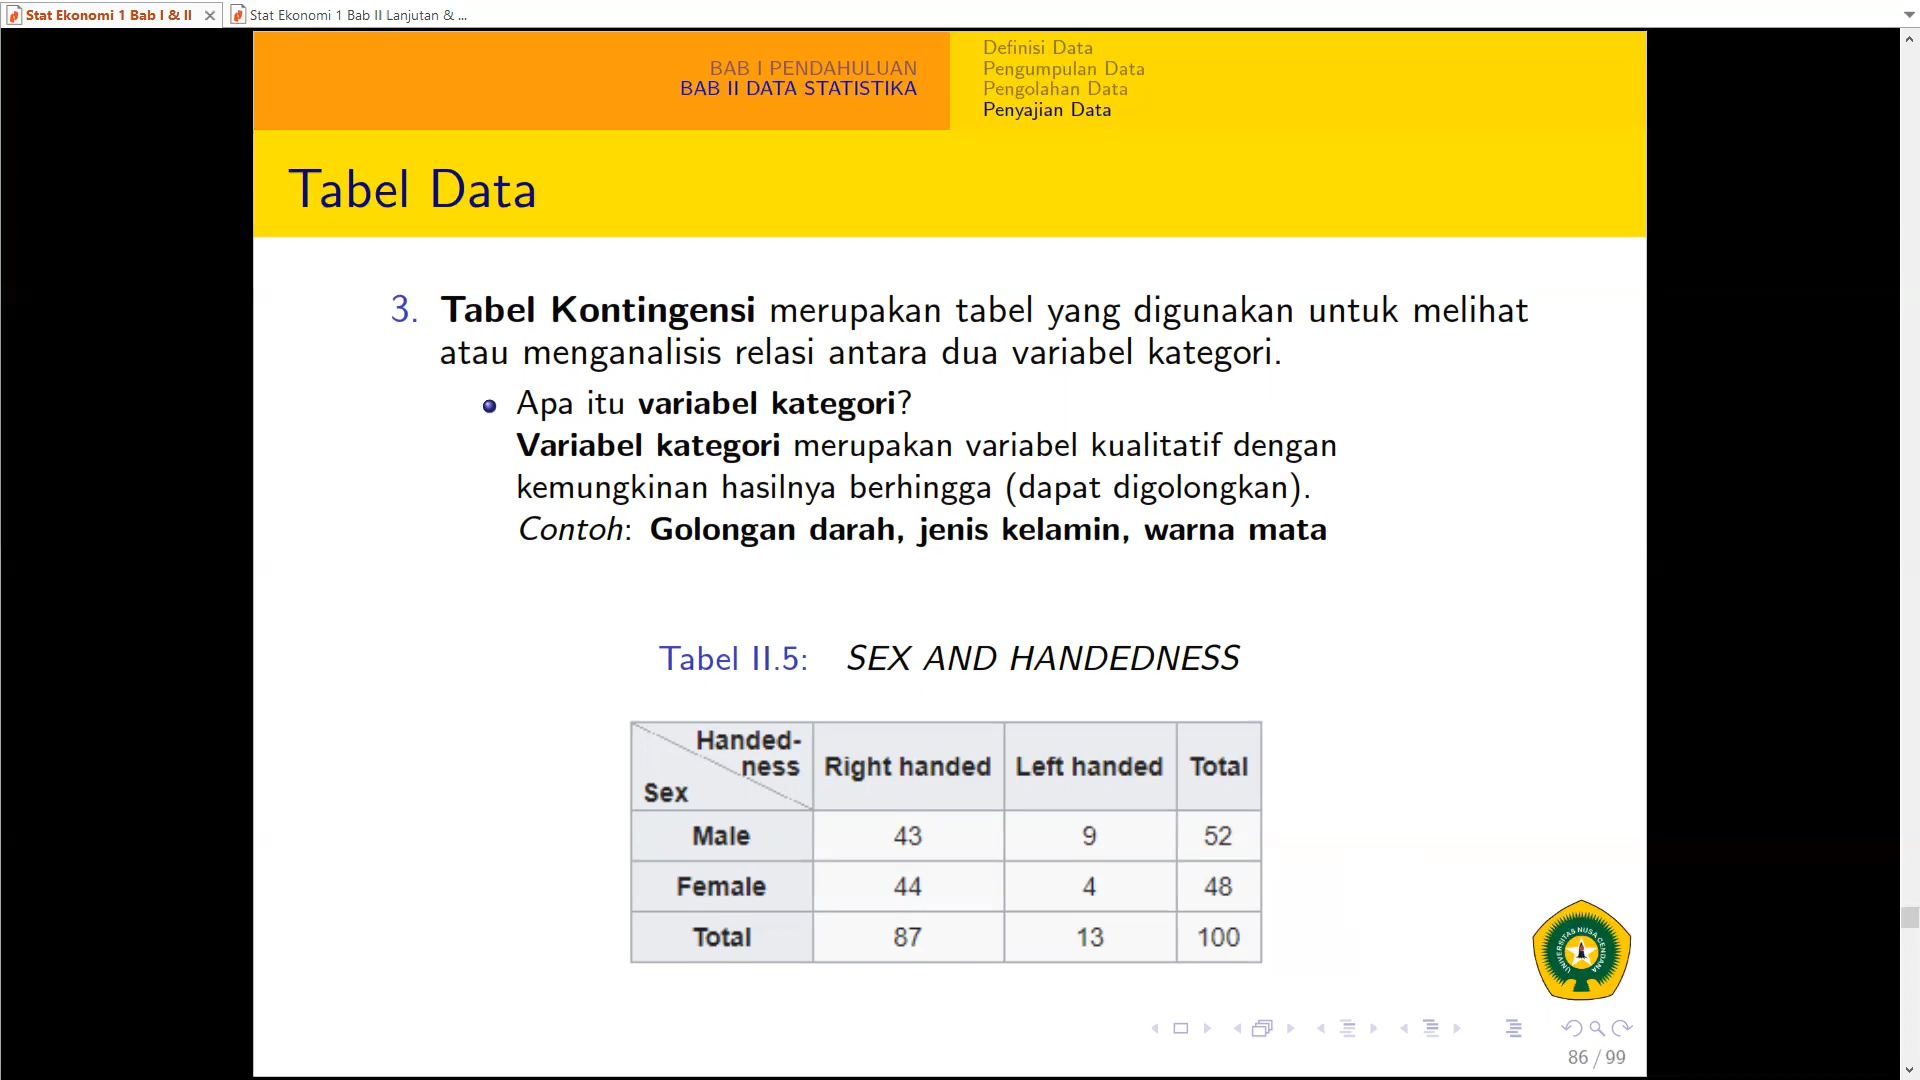 Stat Ekonomi 1 Bab I & II
Stat Ekonomi 1 Bab II Lanjutan & ...
BAB I PENDAHULUAN
BAB II DATA STATISTIKA
Definisi Data
Pengumpulan Data
Pengolahan Data
Penyajian Data
Tabel Data
3. Tabel Kontingensi merupakan tabel yang digunakan untuk melihat
atau menganalisis relasi antara dua variabel kategori.
Apa itu variabel kategori?
Variabel kategori merupakan variabel kualitatif dengan
kemungkinan hasilnya berhingga (dapat digolongkan).
Contoh: Golongan darah, jenis kelamin, warna mata
Tabel II.5: SEX AND HANDEDNESS
Handed-
ness
Sex
Right handed Left handed Total
Male 43 9 52
Female 44 4 48
Total 87 13 100
UNIVERSITAS NUSA CENDANA
86 / 99